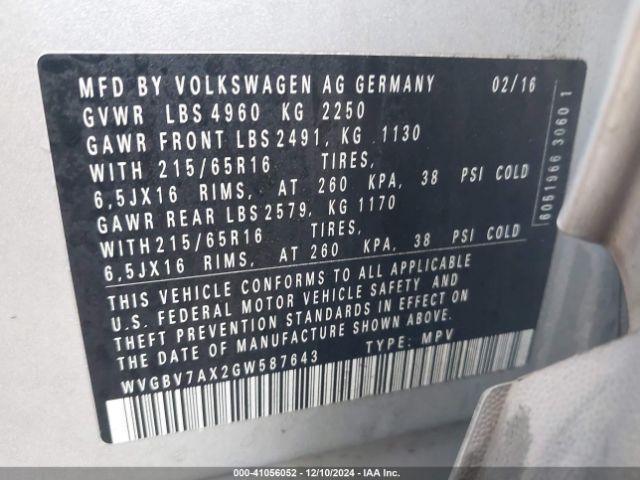 MFD BY VOLKSWAGEN AG GERMANY 02/16
GVWR LBS 4960 KG 2250
GAWR FRONT LBS 2491, KG 1130
WITH 215/65R16 TIRES,
6,5JX16 RIMS, AT 260 KPA, 38 PSI COLD
GAWR REAR LBS 2579, KG 1170
WITH 215/65R16 TIRES,
6,5JX16 RIMS, AT 260 KPA, 38 PSI COLD
THIS VEHICLE CONFORMS TO ALL APPLICABLE
U.S. FEDERAL MOTOR VEHICLE SAFETY AND
THEFT PREVENTION STANDARDS IN EFFECT ON
THE DATE OF MANUFACTURE SHOWN ABOVE.
WVGBV7AX2GW587643 TYPE: MPV
6061966 3060 1
000-41056052 - 12/10/2024 - IAA Inc.